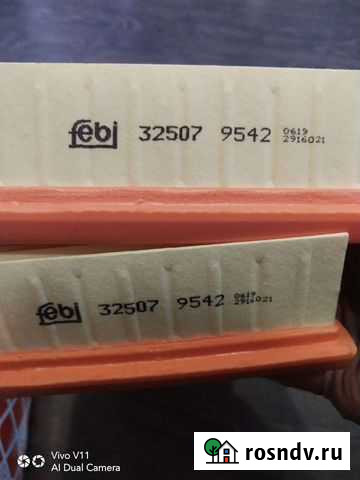 febi 32507 9542 0619
2916021
febi 32507 9542 0619
2916021
Vivo V11
AI Dual Camera
rosndv.ru